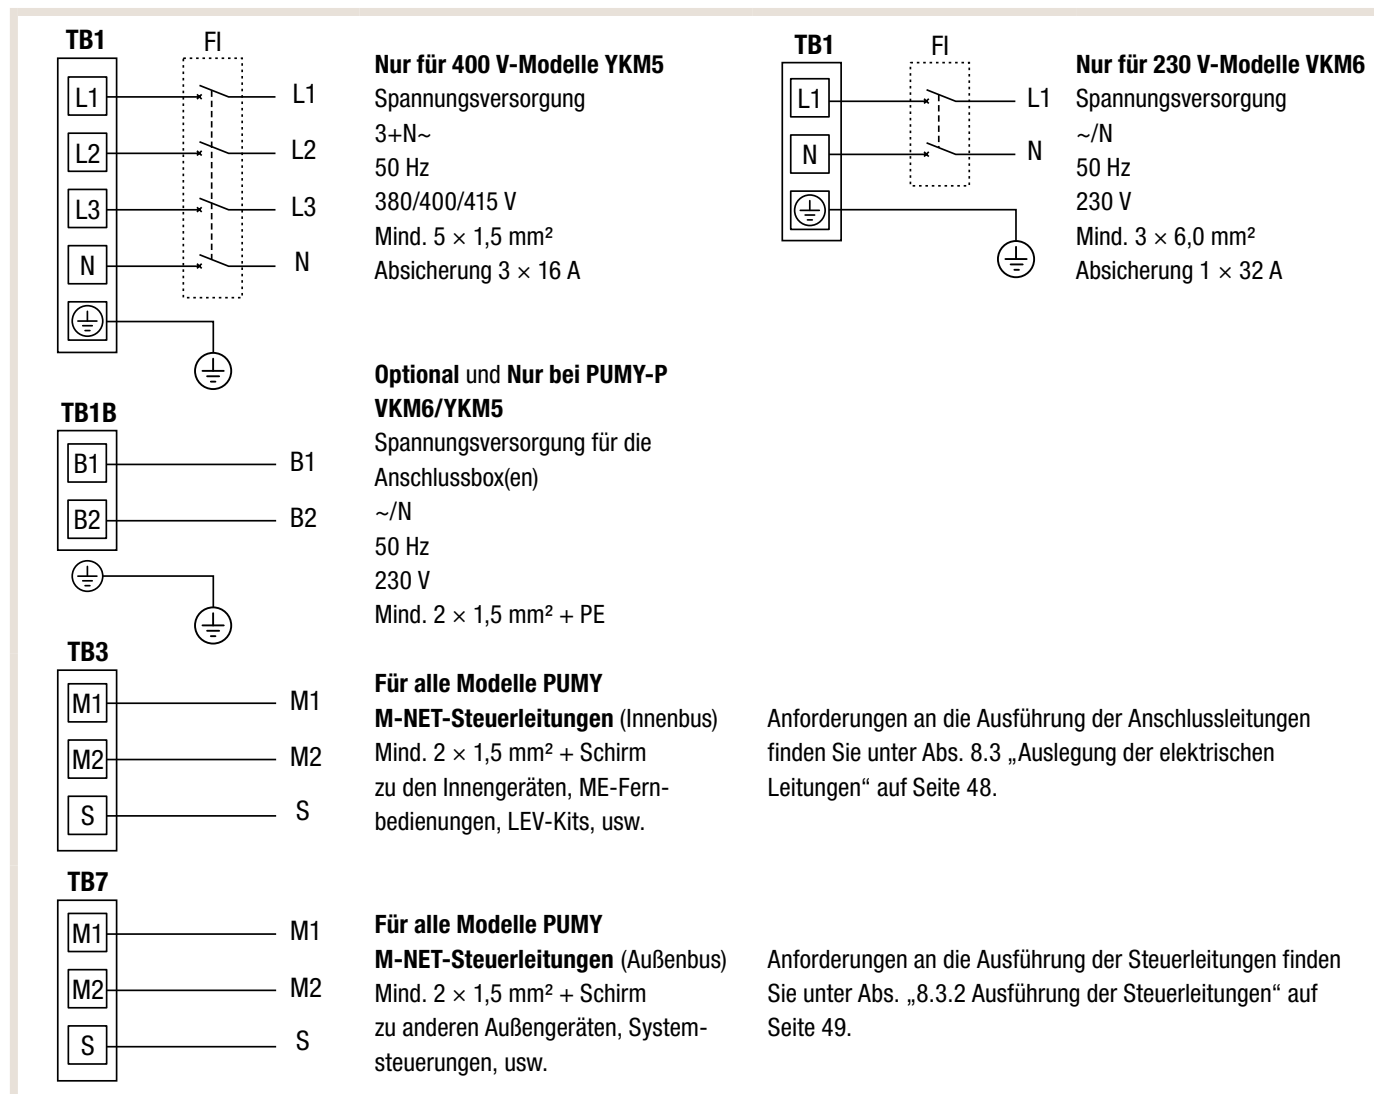 TB1
FI
L1
L1
L2
L2
L3
L3
N
N
Nur für 400 V-Modelle YKM5
Spannungsversorgung
3+N~
50 Hz
380/400/415 V
Mind. 5 × 1,5 mm²
Absicherung 3 × 16 A
TB1
FI
L1
L1
N
N
Nur für 230 V-Modelle VKM6
Spannungsversorgung
~/N
50 Hz
230 V
Mind. 3 × 6,0 mm²
Absicherung 1 × 32 A
TB1B
B1
B1
B2
B2
Optional und Nur bei PUMY-P
VKM6/YKM5
Spannungsversorgung für die
Anschlussbox(en)
~/N
50 Hz
230 V
Mind. 2 × 1,5 mm² + PE
TB3
M1
M1
M2
M2
S
S
Für alle Modelle PUMY
M-NET-Steuerleitungen (Innenbus)
Mind. 2 × 1,5 mm² + Schirm
zu den Innengeräten, ME-Fern-
bedienungen, LEV-Kits, usw.
Anforderungen an die Ausführung der Anschlussleitungen
finden Sie unter Abs. 8.3 „Auslegung der elektrischen
Leitungen“ auf Seite 48.
TB7
M1
M1
M2
M2
S
S
Für alle Modelle PUMY
M-NET-Steuerleitungen (Außenbus)
Mind. 2 × 1,5 mm² + Schirm
zu anderen Außengeräten, System-
steuerungen, usw.
Anforderungen an die Ausführung der Steuerleitungen finden
Sie unter Abs. „8.3.2 Ausführung der Steuerleitungen“ auf
Seite 49.